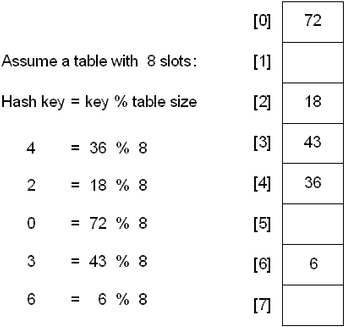 [0] 72
Assume a table with 8 slots: [1]
Hash key = key % table size [2] 18
[3] 43
4 = 36 % 8
[4] 36
2 = 18 % 8
0 = 72 % 8 [5]
3 = 43 % 8 [6] 6
6 = 6 % 8 [7]